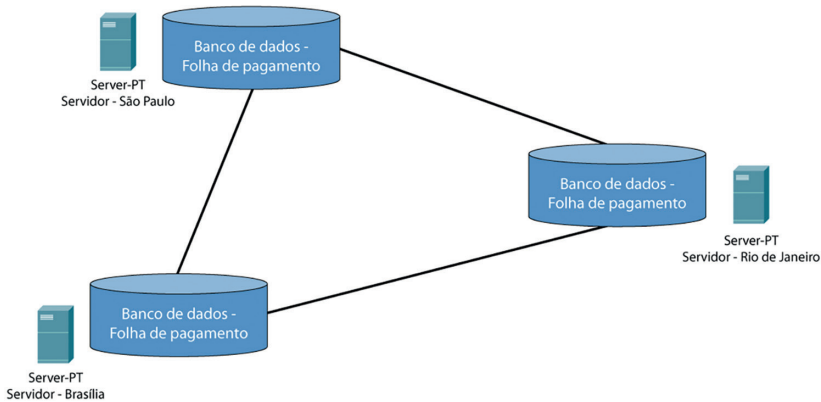 Banco de dados -
Folha de pagamento
Server-PT
Servidor - São Paulo
Banco de dados -
Folha de pagamento
Server-PT
Servidor - Rio de Janeiro
Banco de dados -
Folha de pagamento
Server-PT
Servidor - Brasília